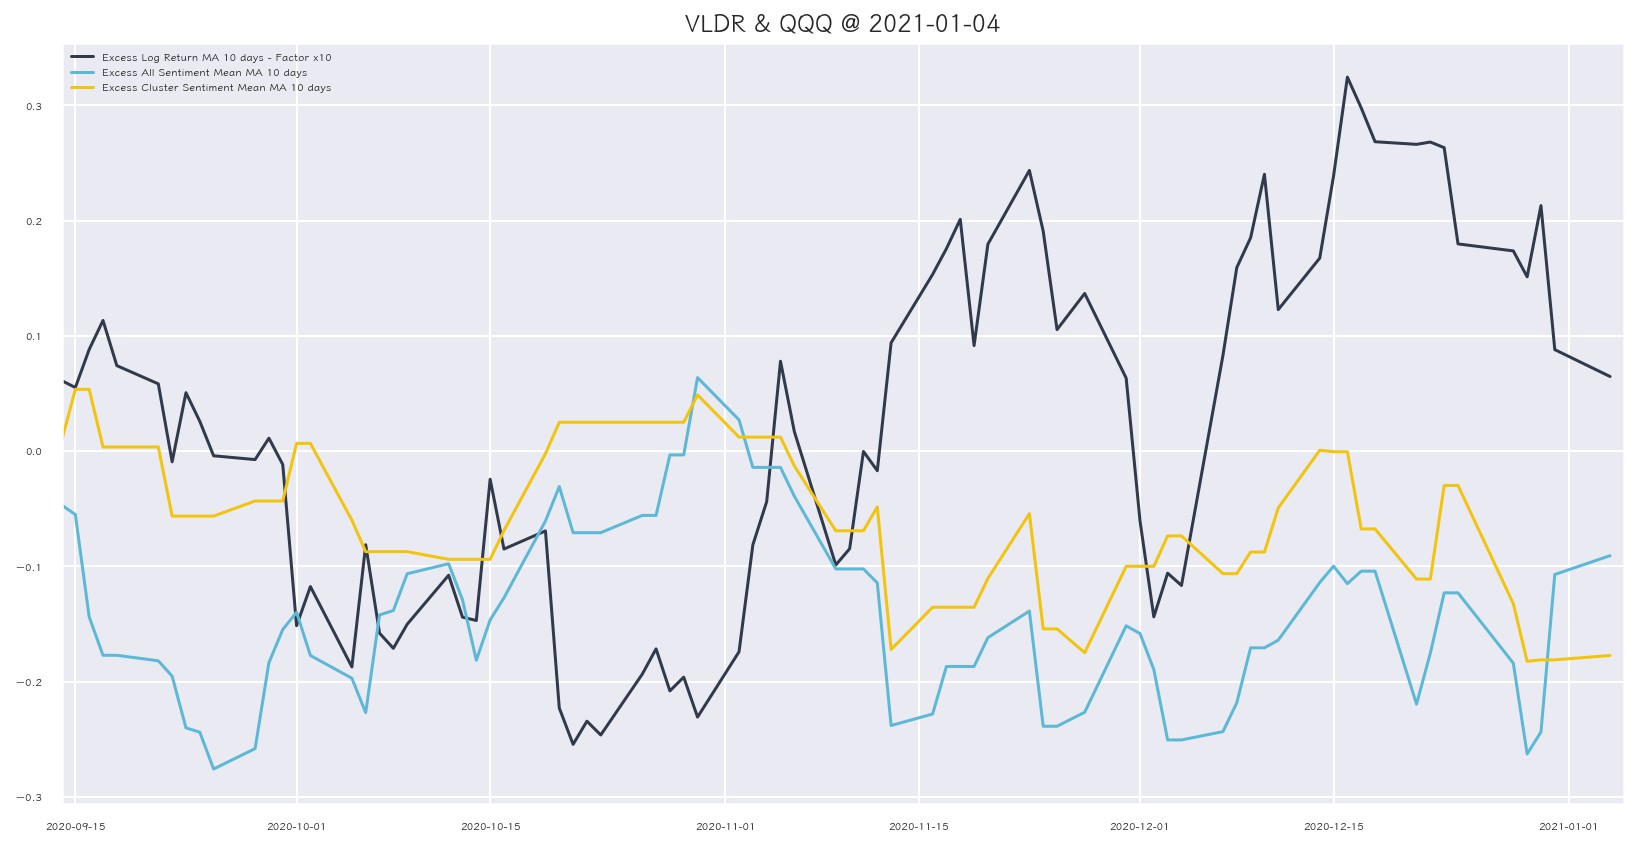 VLDR & QQQ @ 2021-01-04
Excess Log Return MA 10 days - Factor x10
Excess All Sentiment Mean MA 10 days
Excess Cluster Sentiment Mean MA 10 days
0.3
0.2
0.1
0.0
−0.1
−0.2
−0.3
2020-09-15 2020-10-01 2020-10-15 2020-11-01 2020-11-15 2020-12-01 2020-12-15 2021-01-01